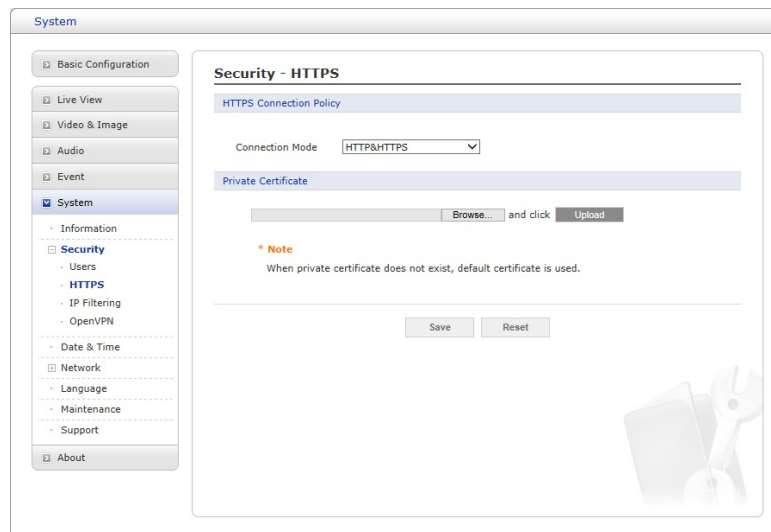 System
Basic Configuration
Live View
Video & Image
Audio
Event
System
Information
Security
Users
HTTPS
IP Filtering
OpenVPN
Date & Time
Network
Language
Maintenance
Support
About
Security - HTTPS
HTTPS Connection Policy
Connection Mode HTTP&HTTPS
Private Certificate
Browse... and click Upload
* Note
When private certificate does not exist, default certificate is used.
Save Reset